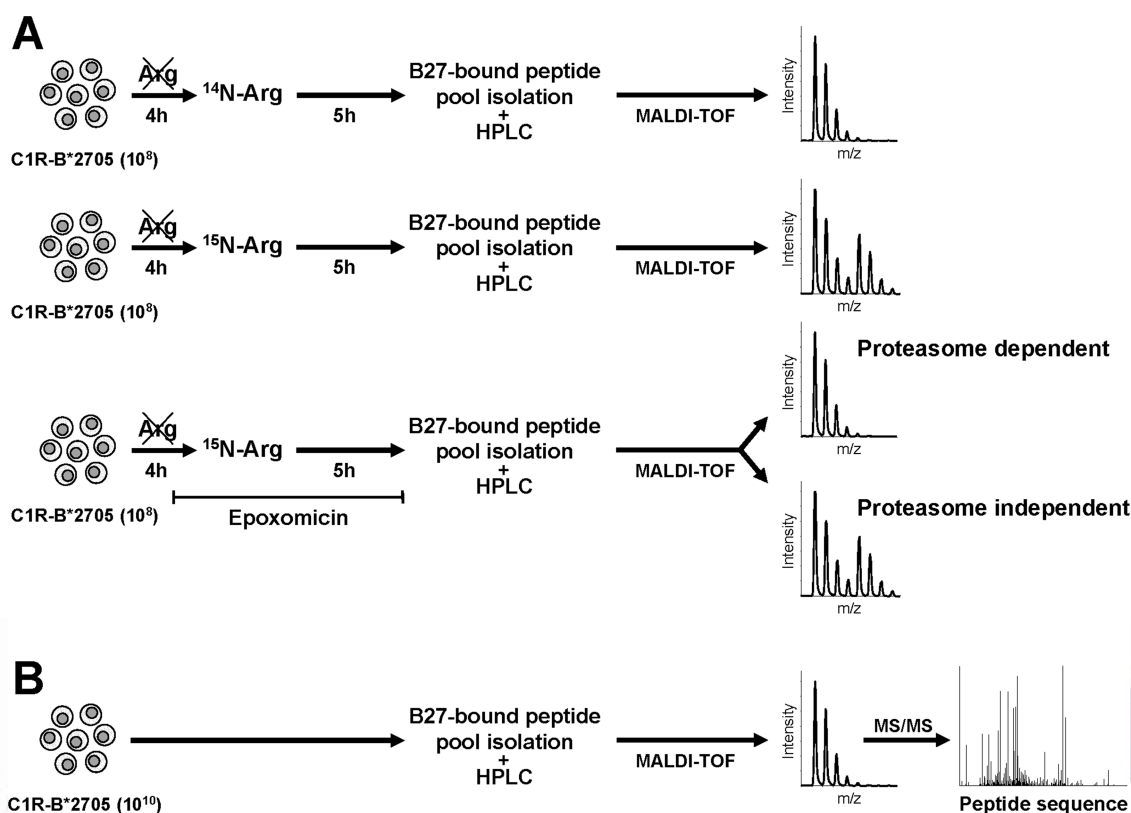 A
Arg
4h
¹⁴N-Arg
5h
B27-bound peptide
pool isolation
+
HPLC
MALDI-TOF
Intensity
m/z
C1R-B*2705 (10⁸)
Arg
4h
¹⁵N-Arg
5h
B27-bound peptide
pool isolation
+
HPLC
MALDI-TOF
Intensity
m/z
C1R-B*2705 (10⁸)
Proteasome dependent
Intensity
m/z
Arg
4h
¹⁵N-Arg
5h
B27-bound peptide
pool isolation
+
HPLC
MALDI-TOF
C1R-B*2705 (10⁸)
Epoxomicin
Proteasome independent
Intensity
m/z
B
B27-bound peptide
pool isolation
+
HPLC
MALDI-TOF
Intensity
m/z
MS/MS
C1R-B*2705 (10¹⁰)
Peptide sequence